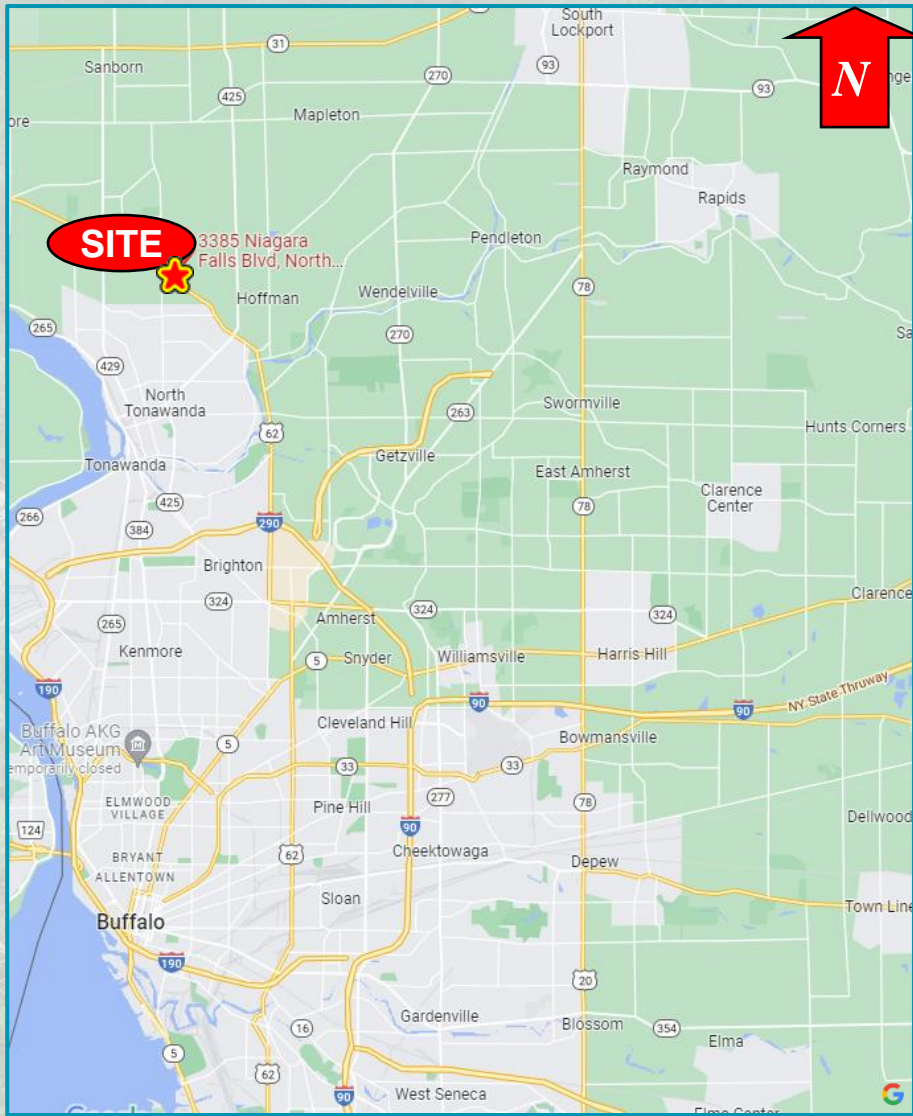 South
Lockport
31
93
Sanborn
270
93
425
Mapleton
ore
Raymond
Rapids
N
SITE
3385 Niagara
Falls Blvd, North...
Pendleton
Hoffman
Wendelville
78
265
270
429
North
Tonawanda
263
Swormville
62
Hunts Corners
Getzville
Tonawanda
East Amherst
Clarence
Center
425
78
266
290
384
Brighton
324
Clarence
265
Amherst
324
324
Kenmore
5
Snyder
Williamsville
Harris Hill
190
90
NY State Thruway
90
Buffalo AKG
Art Museum
emporarily closed
Cleveland Hill
Bowmansville
5
33
33
277
78
ELMWOOD
VILLAGE
Pine Hill
Dellwood
124
90
62
Cheektowaga
BRYANT
Depew
ALLENTOWN
Sloan
Town Line
Buffalo
190
20
Gardenville
Blossom
16
354
5
Elma
62
90
West Seneca
Elma Center
G